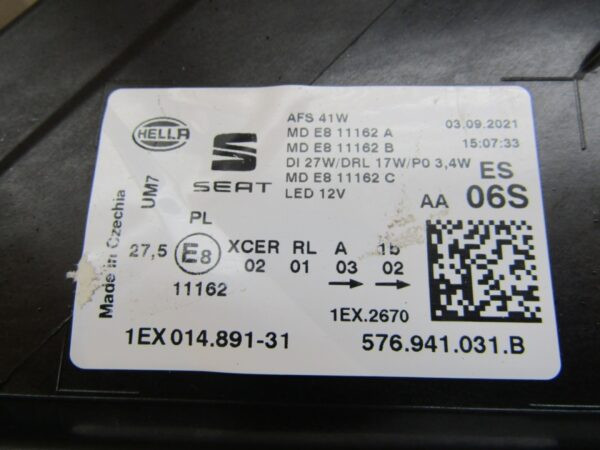 HELLA
SEAT
UM7
Made in Czechia
AFS 41W
MD E8 11162 A
MD E8 11162 B
DI 27W/DRL 17W/PO 3,4W
MD E8 11162 C
LED 12V
03.09.2021
15:07:33
ES
AA 06S
PL
27,5 E8 XCER RL A 1b
02 01 03 02
11162
1EX.2670
1EX 014.891-31
576.941.031.B